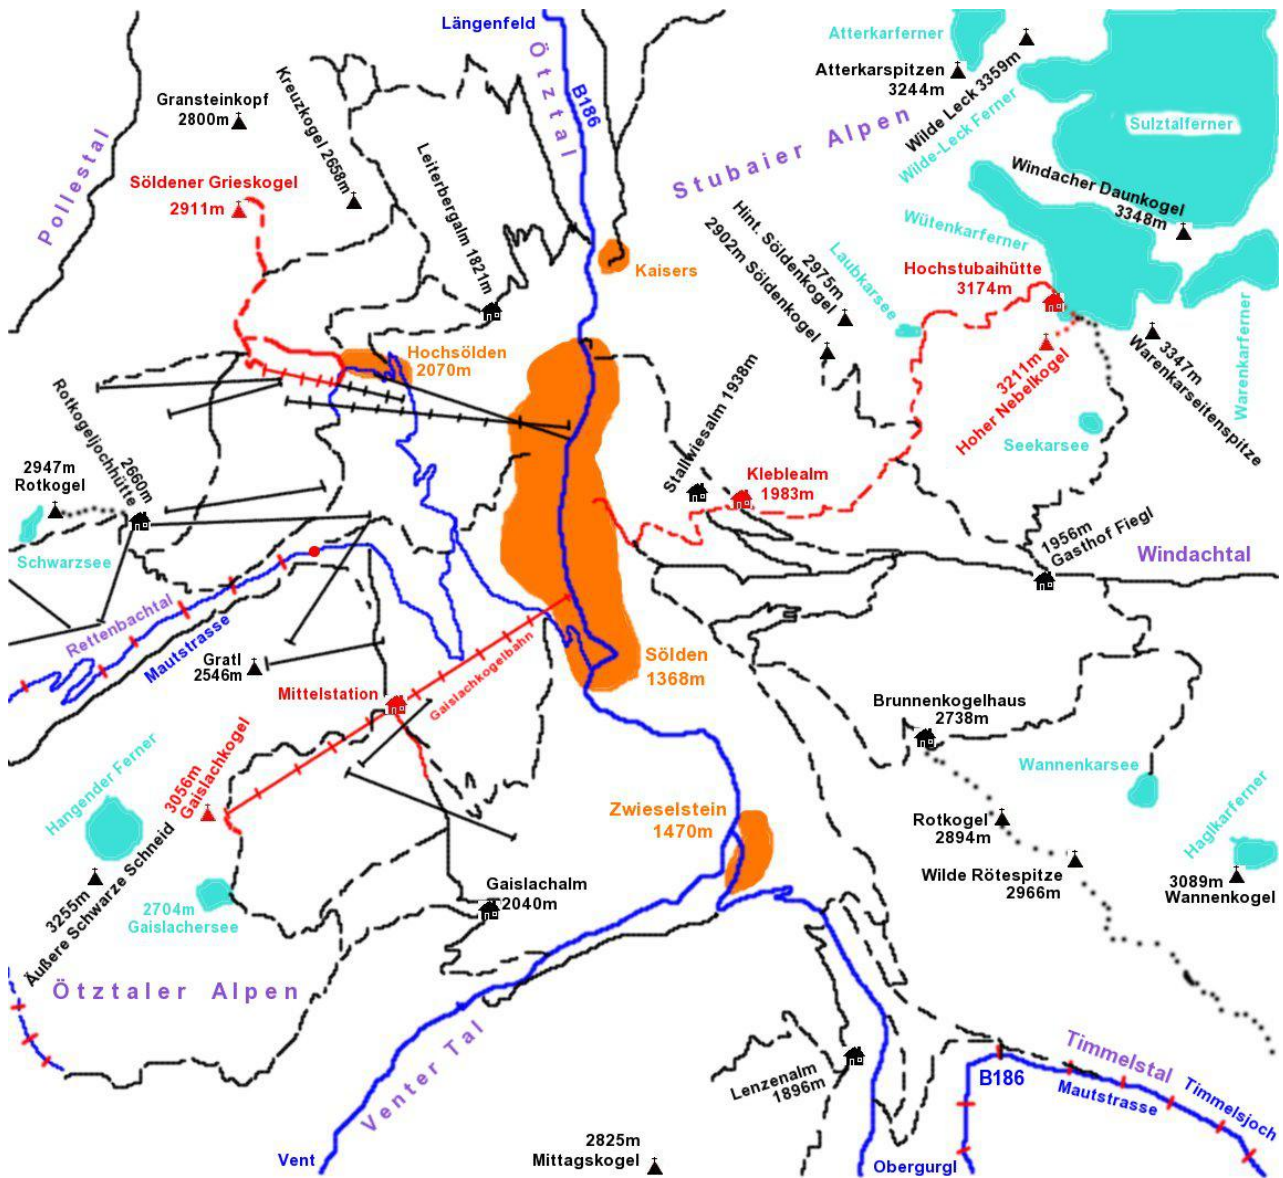 Längenfeld
Ötztal
B186
Atterkarferner
Atterkarspitzen
3244m
Wilde Leck 3359m
Wilde-Leck Ferner
Sulztalferner
Stubaier Alpen
Windacher Daunkogel
3348m
Gransteinkopf
2800m
Kreuzkogel 2658m
Pollestal
Söldener Grieskogel
2911m
Leiterbergalm 1821m
Kaisers
Hint. Söldenkogel
2975m
2902m Söldenkogel
Laubkarsee
Wütenkarferner
Hochstubaihütte
3174m
3211m
Hoher Nebelkogel
3347m
Warenkarseitenspitze
Warenkarferner
Seekarsee
Hochsölden
2070m
Rotkogeljochhütte
2660m
2947m
Rotkogel
Schwarzsee
Stallwiesalm 1938m
Kleblealm
1983m
1956m
Gasthof Fiegl
Windachtal
Rettenbachtal
Mautstrasse
Gratl
2546m
Mittelstation
Gaislachkogelbahn
Sölden
1368m
Brunnenkogelhaus
2738m
Wannenkarsee
Haglkarferner
3056m
Gaislachkogel
Hangender Ferner
3255m
Äußere Schwarze Schneid
2704m
Gaislachersee
Zwieselstein
1470m
Rotkogel
2894m
Wilde Rötespitze
2966m
3089m
Wannenkogel
Gaislachalm
2040m
Ötztaler Alpen
Venter Tal
Vent
Lenzenalm
1896m
2825m
Mittagskogel
Obergurgl
B186
Timmelstal
Mautstrasse
Timmelsjoch